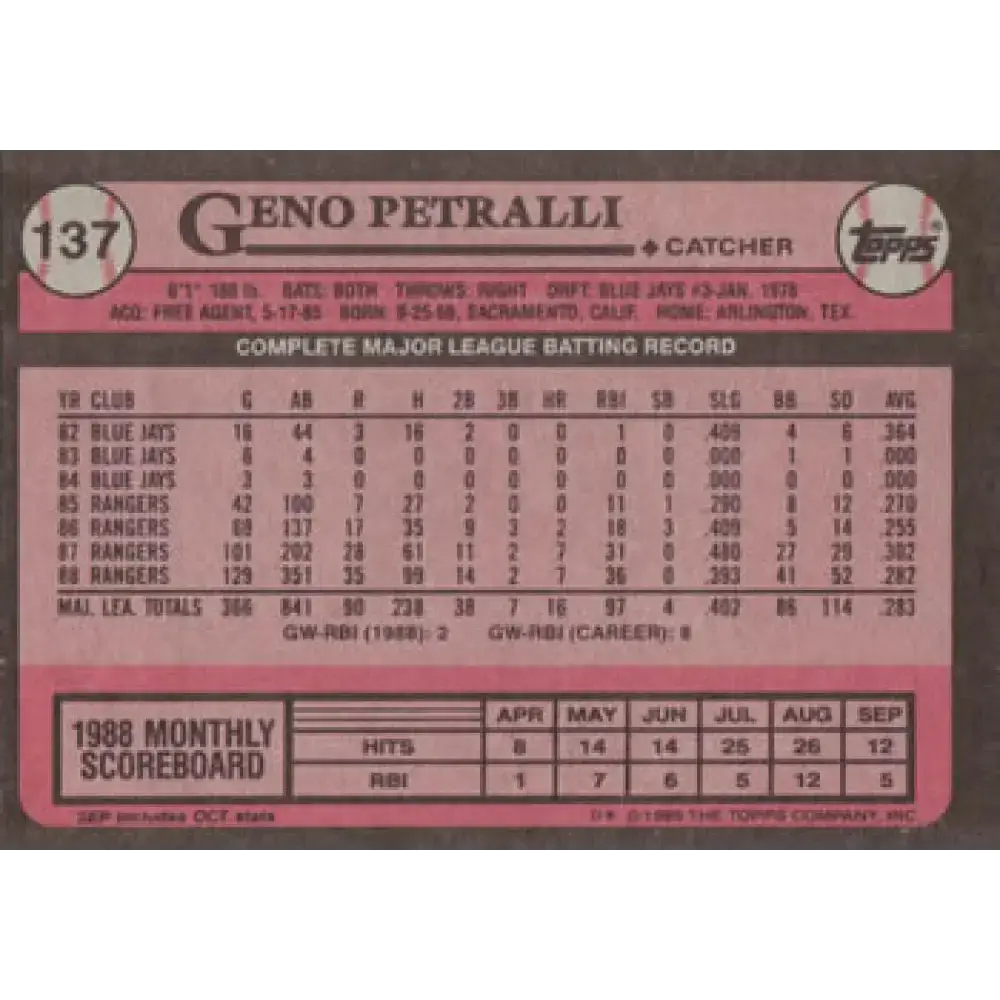 137
GENO PETRALLI
♦ CATCHER
Topps®
6'1" 180 lb. BATS: BOTH THROWS: RIGHT DRFT: BLUE JAYS #3-JAN. 1978
ACQ: FREE AGENT, 5-17-85 BORN: SACRAMENTO, CALIF. HOME: ARLINGTON, TEX.
COMPLETE MAJOR LEAGUE BATTING RECORD
YR CLUB G AB R H 2B 3B HR RBI SB SLG BB SO AVG
82 BLUE JAYS 16 44 3 16 2 0 0 1 0 .409 4 6 .364
83 BLUE JAYS 6 4 0 0 0 0 0 0 0 .000 1 1 .000
84 BLUE JAYS 3 3 0 0 0 0 0 0 0 .000 0 0 .000
85 RANGERS 42 100 7 27 2 0 0 11 1 .290 8 12 .270
86 RANGERS 69 137 17 35 9 3 2 18 3 .409 5 14 .255
87 RANGERS 101 202 28 61 11 2 7 31 0 .480 27 29 .302
88 RANGERS 129 351 35 99 14 2 7 36 0 .393 41 52 .282
MAJ. LEA. TOTALS 366 841 90 238 38 7 16 97 4 .402 86 114 .283
GW-RBI (1988): 2 GW-RBI (CAREER): 8
1988 MONTHLY
SCOREBOARD
APR MAY JUN JUL AUG SEP
HITS 8 14 14 25 26 12
RBI 1 7 6 5 12 5
SEP includes OCT. stats
© 1989 THE TOPPS COMPANY, INC.